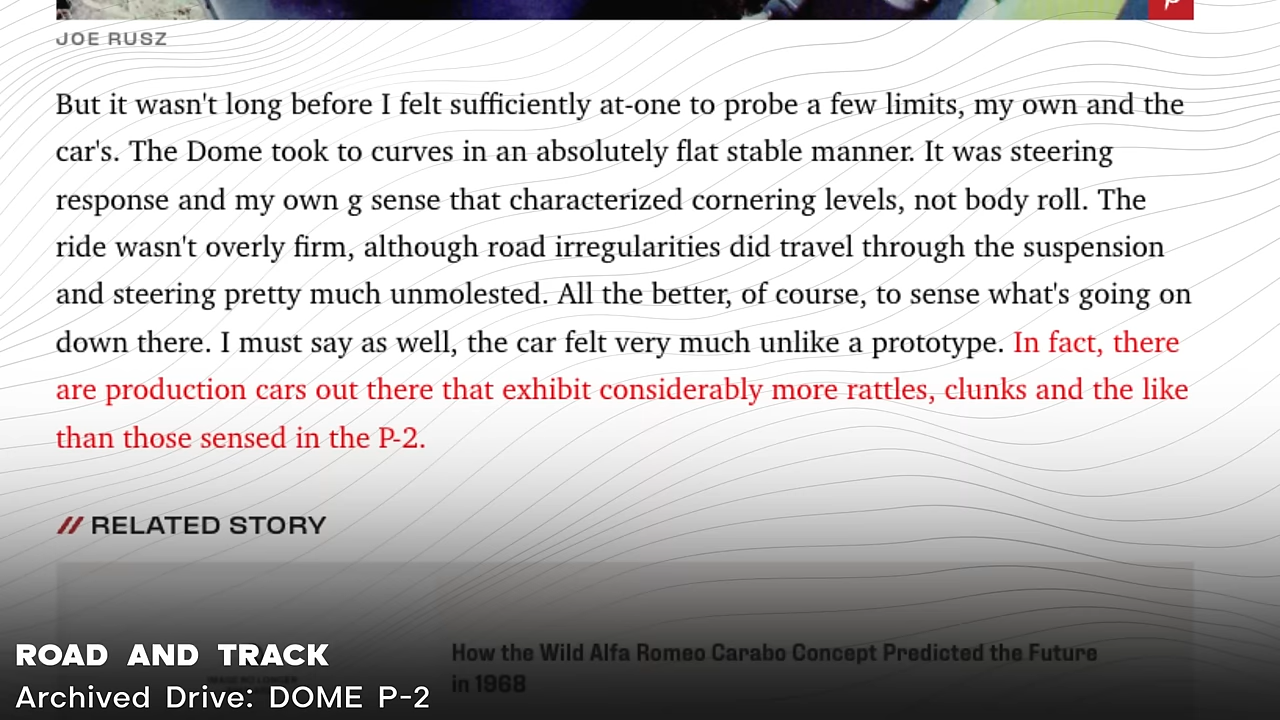 JOE RUSZ
But it wasn't long before I felt sufficiently at-one to probe a few limits, my own and the
car's. The Dome took to curves in an absolutely flat stable manner. It was steering
response and my own g sense that characterized cornering levels, not body roll. The
ride wasn't overly firm, although road irregularities did travel through the suspension
and steering pretty much unmolested. All the better, of course, to sense what's going on
down there. I must say as well, the car felt very much unlike a prototype. In fact, there
are production cars out there that exhibit considerably more rattles, clunks and the like
than those sensed in the P-2.
// RELATED STORY
How the Wild Alfa Romeo Carabo Concept Predicted the Future
in 1968
ROAD AND TRACK
Archived Drive: DOME P-2